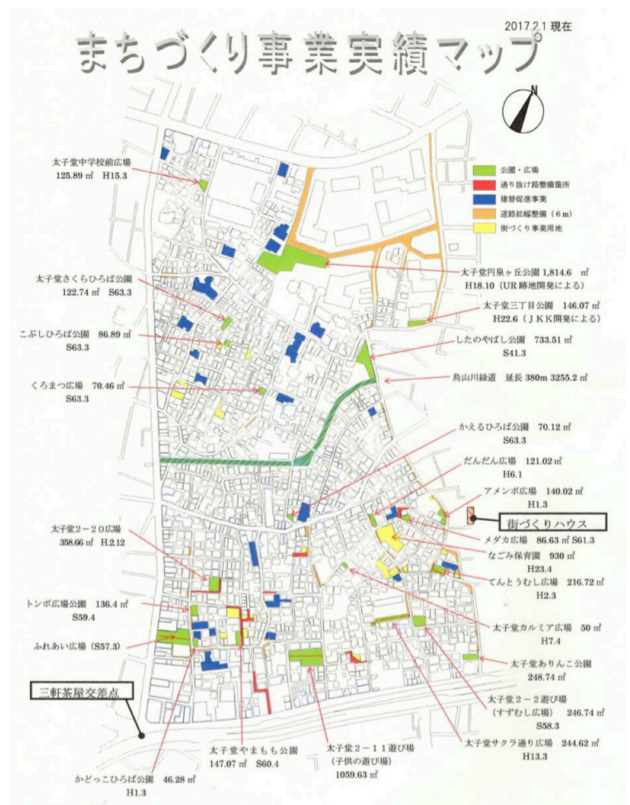 2017.2.1 現在
まちづくり事業実績マップ
N
太子堂中学校前広場
125.89 ㎡ H15.3
公園・広場
通り抜け路整備箇所
建替促進事業
道路拡幅整備（6m）
街づくり事業用地
太子堂円泉ヶ丘公園 1,814.6 ㎡
H18.10（UR 跡地開発による）
太子堂さくらひろば公園
122.74 ㎡ S63.3
太子堂三丁目公園 146.07 ㎡
H22.6（JKK開発による）
こぶしひろば公園 86.89 ㎡
S63.3
したのやばし公園 733.51 ㎡
S41.3
くろまつ広場 70.46 ㎡
S63.3
烏山川緑道 延長 380m 3255.2 ㎡
かえるひろば公園 70.12 ㎡
S63.3
だんだん広場 121.02 ㎡
H6.1
アメンボ広場 140.02 ㎡
H1.3
街づくりハウス
太子堂2－20広場
358.66 ㎡ H.2.12
メダカ広場 86.63 ㎡ S61.3
なごみ保育園 930 ㎡
H23.4
てんとうむし広場 216.72 ㎡
H2.3
トンボ広場公園 136.4 ㎡
S59.4
太子堂カルミア広場 50 ㎡
H7.4
ふれあい広場（S57.3）
太子堂ありんこ公園
248.74 ㎡
三軒茶屋交差点
太子堂2－2遊び場
（すずむし広場） 246.74 ㎡
S58.3
太子堂やまもも公園
147.07 ㎡ S60.4
太子堂2－11遊び場
（子供の遊び場）
1059.63 ㎡
太子堂サクラ通り広場 244.62 ㎡
H13.3
かどっこひろば公園 46.28 ㎡
H1.3